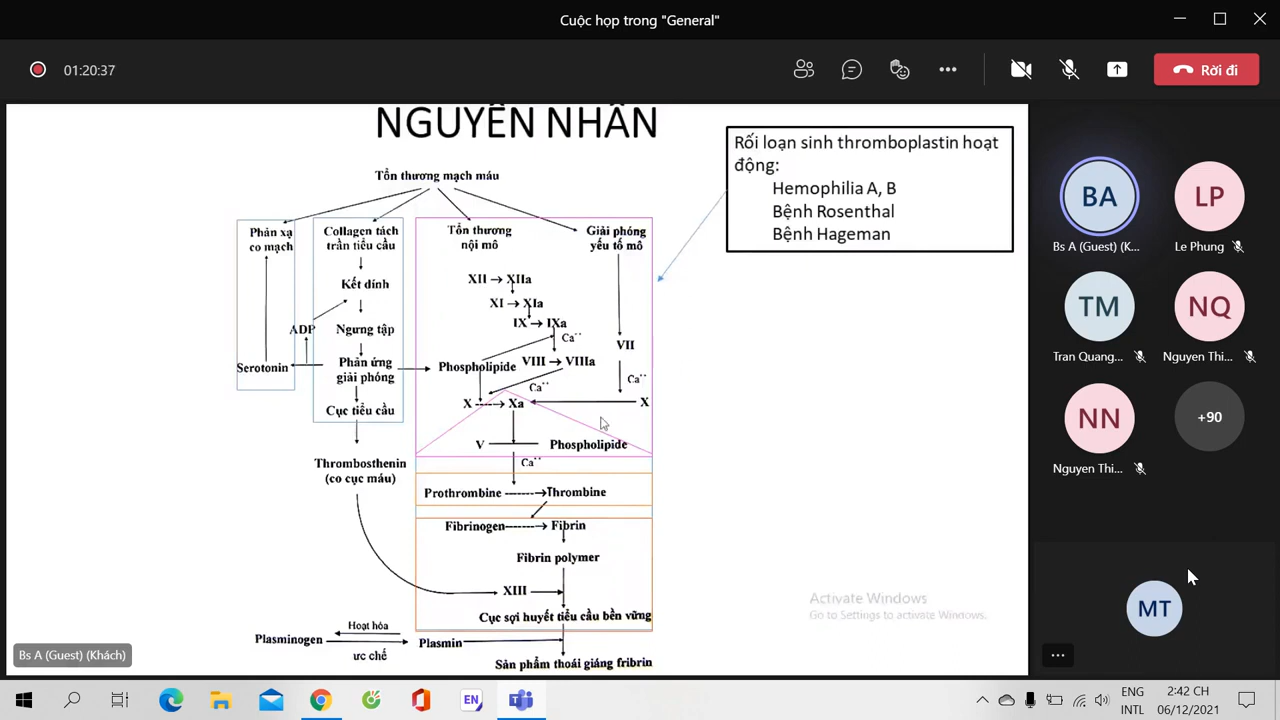 Cuộc họp trong "General"
01:20:37
Rời đi
NGUYÊN NHÂN
Tổn thương mạch máu
Phản xạ
co mạch
Collagen tách
trần tiểu cầu
Tổn thương
nội mô
Giải phóng
yếu tố mô
Kết dính
XII → XIIa
XI → XIa
IX → IXa
ADP
Ngưng tập
Ca++
VII
Serotonin
Phản ứng
giải phóng
Phospholipide
VIII → VIIIa
Ca++
Ca++
Cục tiểu cầu
X ---→ Xa
X
V
Phospholipide
Thrombosthenin
(co cục máu)
Ca++
Prothrombine ------→ Thrombine
Fibrinogen ------→ Fibrin
Fibrin polymer
XIII
Cục sợi huyết tiểu cầu bền vững
Plasminogen
Hoạt hóa
ưc chế
Plasmin
Sản phẩm thoái giáng fribrin
Rối loạn sinh thromboplastin hoạt
động:
Hemophilia A, B
Bệnh Rosenthal
Bệnh Hageman
Activate Windows
Go to Settings to activate Windows.
Bs A (Guest) (Khách)
BA
Bs A (Guest) (K...
LP
Le Phung
TM
Tran Quang...
NQ
Nguyen Thi...
NN
Nguyen Thi...
+90
MT
EN
ENG
INTL
2:42 CH
06/12/2021